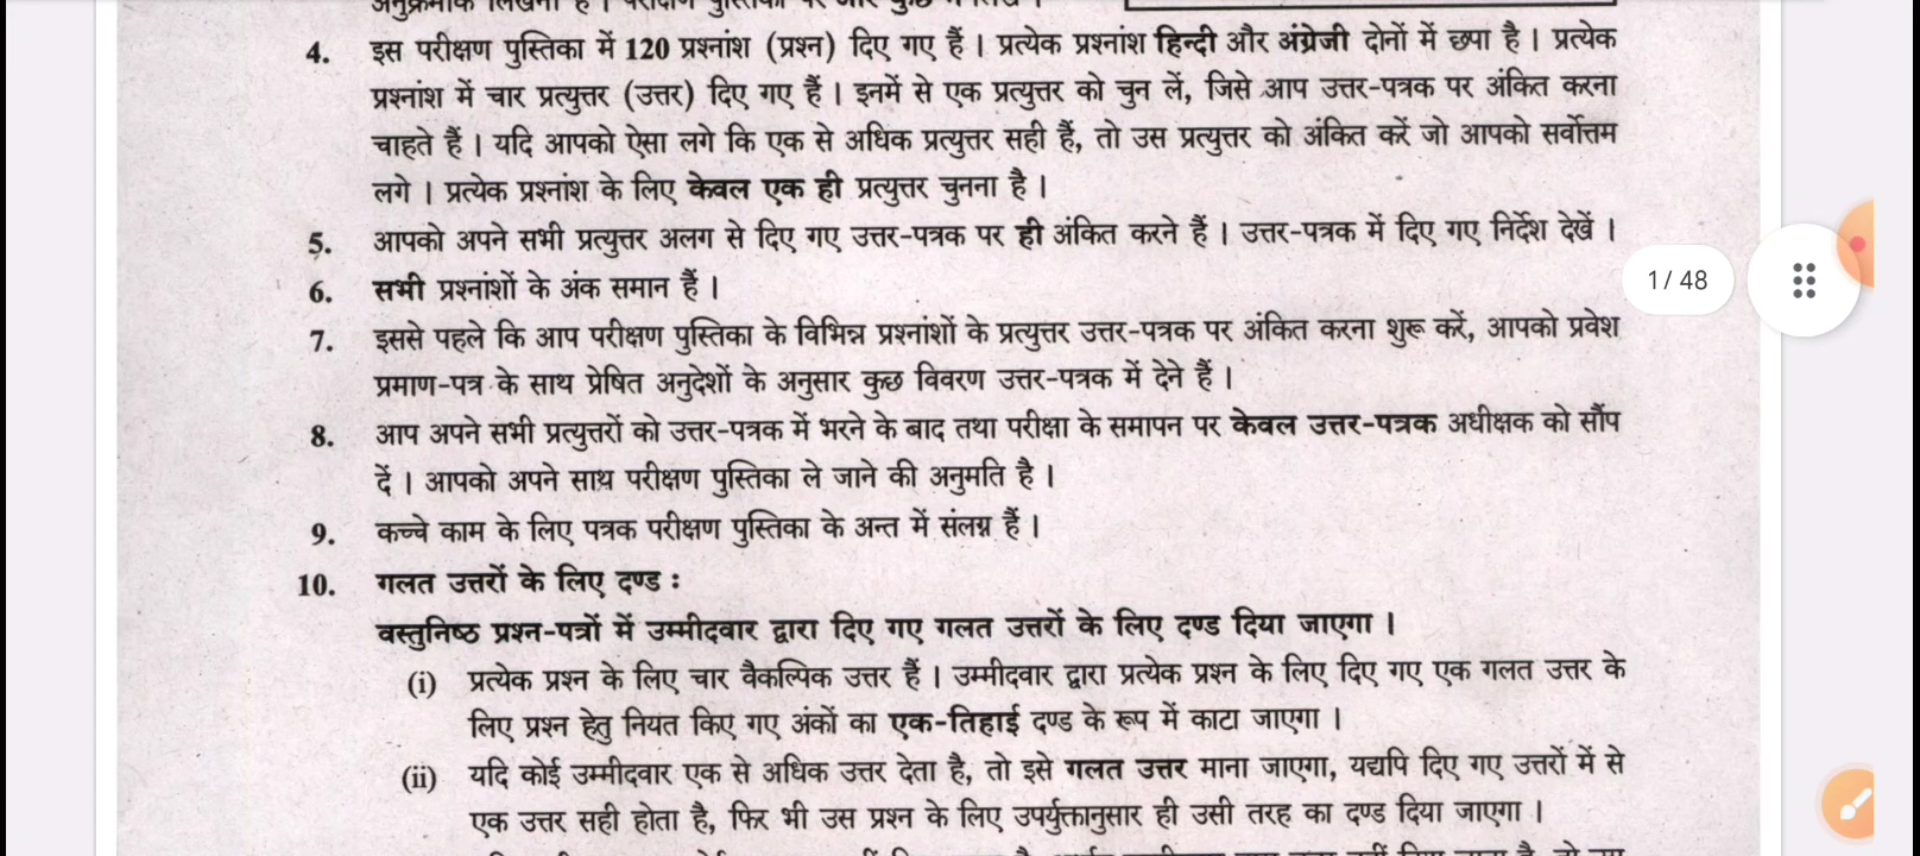 4. इस परीक्षण पुस्तिका में 120 प्रश्नांश (प्रश्न) दिए गए हैं । प्रत्येक प्रश्नांश हिन्दी और अंग्रेजी दोनों में छपा है । प्रत्येक
प्रश्नांश में चार प्रत्युत्तर (उत्तर) दिए गए हैं । इनमें से एक प्रत्युत्तर को चुन लें, जिसे आप उत्तर-पत्रक पर अंकित करना
चाहते हैं । यदि आपको ऐसा लगे कि एक से अधिक प्रत्युत्तर सही हैं, तो उस प्रत्युत्तर को अंकित करें जो आपको सर्वोत्तम
लगे । प्रत्येक प्रश्नांश के लिए केवल एक ही प्रत्युत्तर चुनना है ।
5. आपको अपने सभी प्रत्युत्तर अलग से दिए गए उत्तर-पत्रक पर ही अंकित करने हैं । उत्तर-पत्रक में दिए गए निर्देश देखें ।
1 / 48
6. सभी प्रश्नांशों के अंक समान हैं ।
7. इससे पहले कि आप परीक्षण पुस्तिका के विभिन्न प्रश्नांशों के प्रत्युत्तर उत्तर-पत्रक पर अंकित करना शुरू करें, आपको प्रवेश
प्रमाण-पत्र के साथ प्रेषित अनुदेशों के अनुसार कुछ विवरण उत्तर-पत्रक में देने हैं ।
8. आप अपने सभी प्रत्युत्तरों को उत्तर-पत्रक में भरने के बाद तथा परीक्षा के समापन पर केवल उत्तर-पत्रक अधीक्षक को सौंप
दें । आपको अपने साथ परीक्षण पुस्तिका ले जाने की अनुमति है ।
9. कच्चे काम के लिए पत्रक परीक्षण पुस्तिका के अन्त में संलग्न हैं ।
10. गलत उत्तरों के लिए दण्ड :
वस्तुनिष्ठ प्रश्न-पत्रों में उम्मीदवार द्वारा दिए गए गलत उत्तरों के लिए दण्ड दिया जाएगा ।
(i) प्रत्येक प्रश्न के लिए चार वैकल्पिक उत्तर हैं । उम्मीदवार द्वारा प्रत्येक प्रश्न के लिए दिए गए एक गलत उत्तर के
लिए प्रश्न हेतु नियत किए गए अंकों का एक-तिहाई दण्ड के रूप में काटा जाएगा ।
(ii) यदि कोई उम्मीदवार एक से अधिक उत्तर देता है, तो इसे गलत उत्तर माना जाएगा, यद्यपि दिए गए उत्तरों में से
एक उत्तर सही होता है, फिर भी उस प्रश्न के लिए उपर्युक्तानुसार ही उसी तरह का दण्ड दिया जाएगा ।